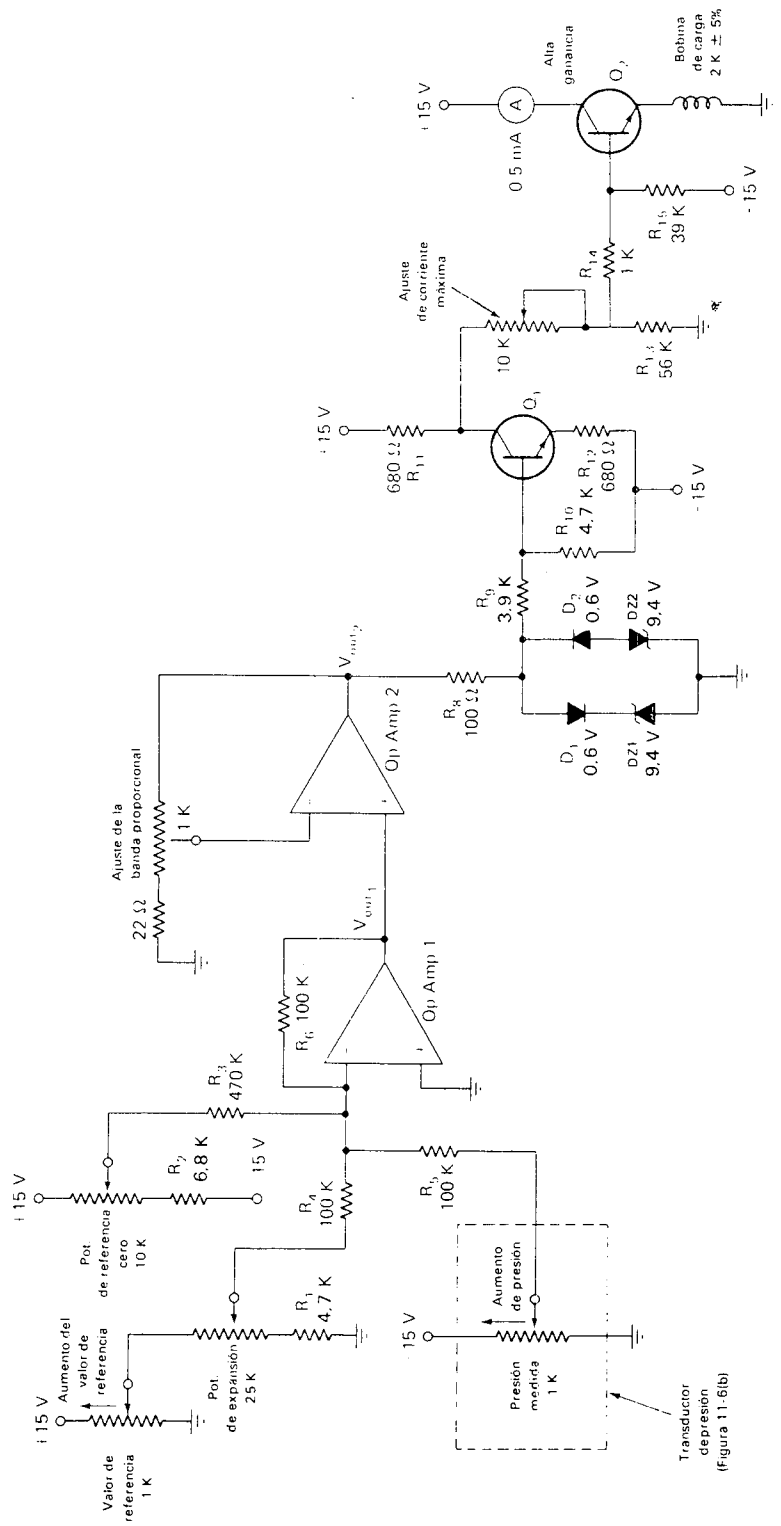 +15 V
Aumento del
valor de
referencia
Valor de
referencia
1 K
Pot.
de expansión
25 K
R₁
4.7 K
+15 V
Pot.
de referencia
cero
10 K
R₂
6.8 K
15 V
R₃
470 K
R₄
100 K
R₅
100 K
- 15 V
Aumento
de presión
Presión
medida
1 K
Transductor
depresión
(Figura 11-6(b)
R₆
100 K
Op Amp 1
V out₁
Ajuste de la
banda proporcional
22 Ω
1 K
Op Amp 2
V out₂
R₈
100 Ω
D₁
0.6 V
DZ1
9.4 V
D₂
0.6 V
DZ2
9.4 V
R₉
3.9 K
R₁₀
4.7 K
+15 V
680 Ω
R₁₁
Q₁
R₁₂
680 Ω
-15 V
Ajuste
de corriente
máxima
10 K
R₁₃
56 K
R₁₄
1 K
R₁₅
39 K
-15 V
+15 V
A
0 5 mA
Alta
ganancia
Q₂
Bobina
de carga
2 K ± 5%